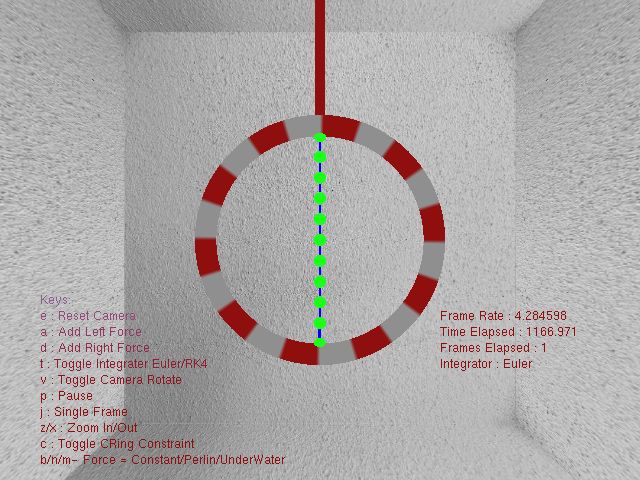 Keys:
e : Reset Camera
a : Add Left Force
d : Add Right Force
t : Toggle Integrater Euler/RK4
v : Toggle Camera Rotate
p : Pause
j : Single Frame
z/x : Zoom In/Out
c : Toggle CRing Constraint
b/n/m- Force = Constant/Perlin/UnderWater
Frame Rate : 4.284598
Time Elapsed : 1166.971
Frames Elapsed : 1
Integrator : Euler